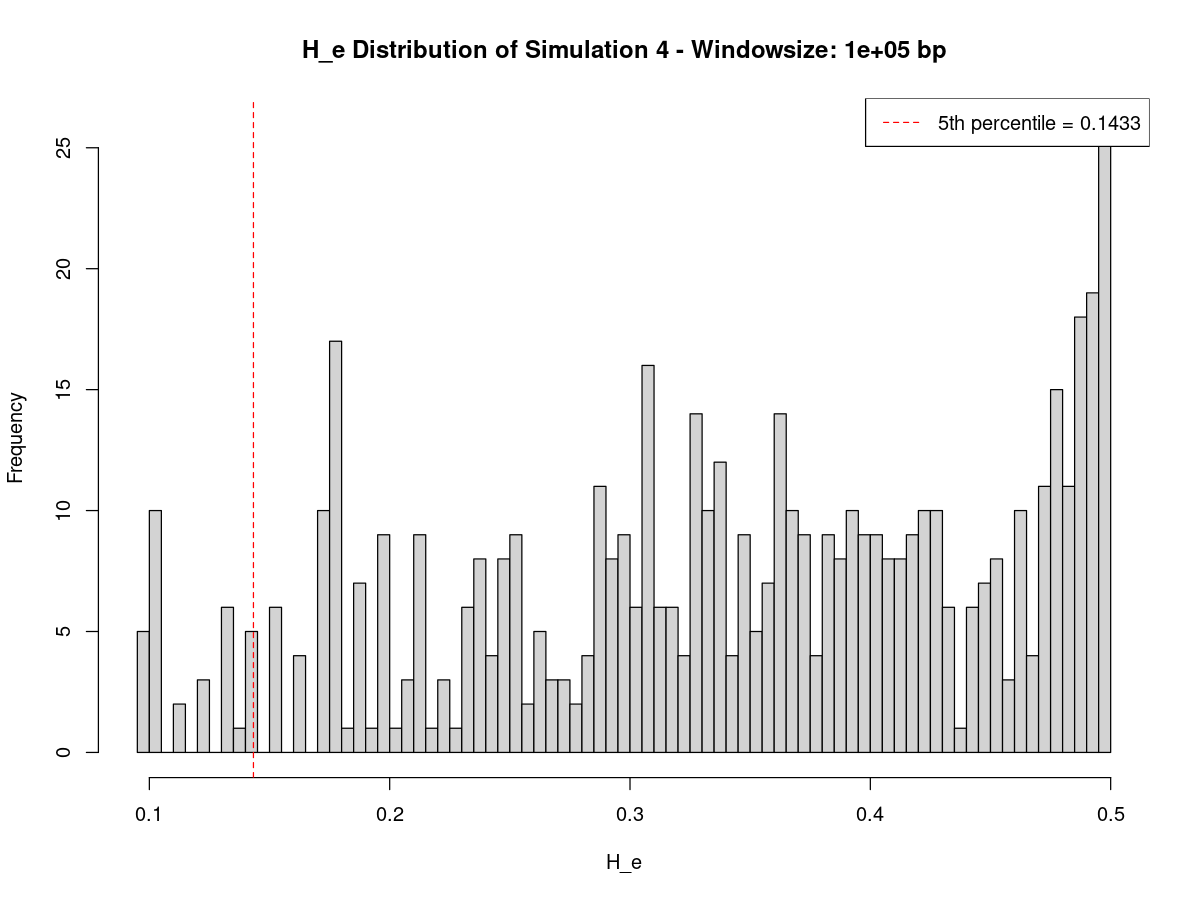 H_e Distribution of Simulation 4 - Windowsize: 1e+05 bp
5th percentile = 0.1433
25
20
15
10
5
0
Frequency
0.1 0.2 0.3 0.4 0.5
H_e